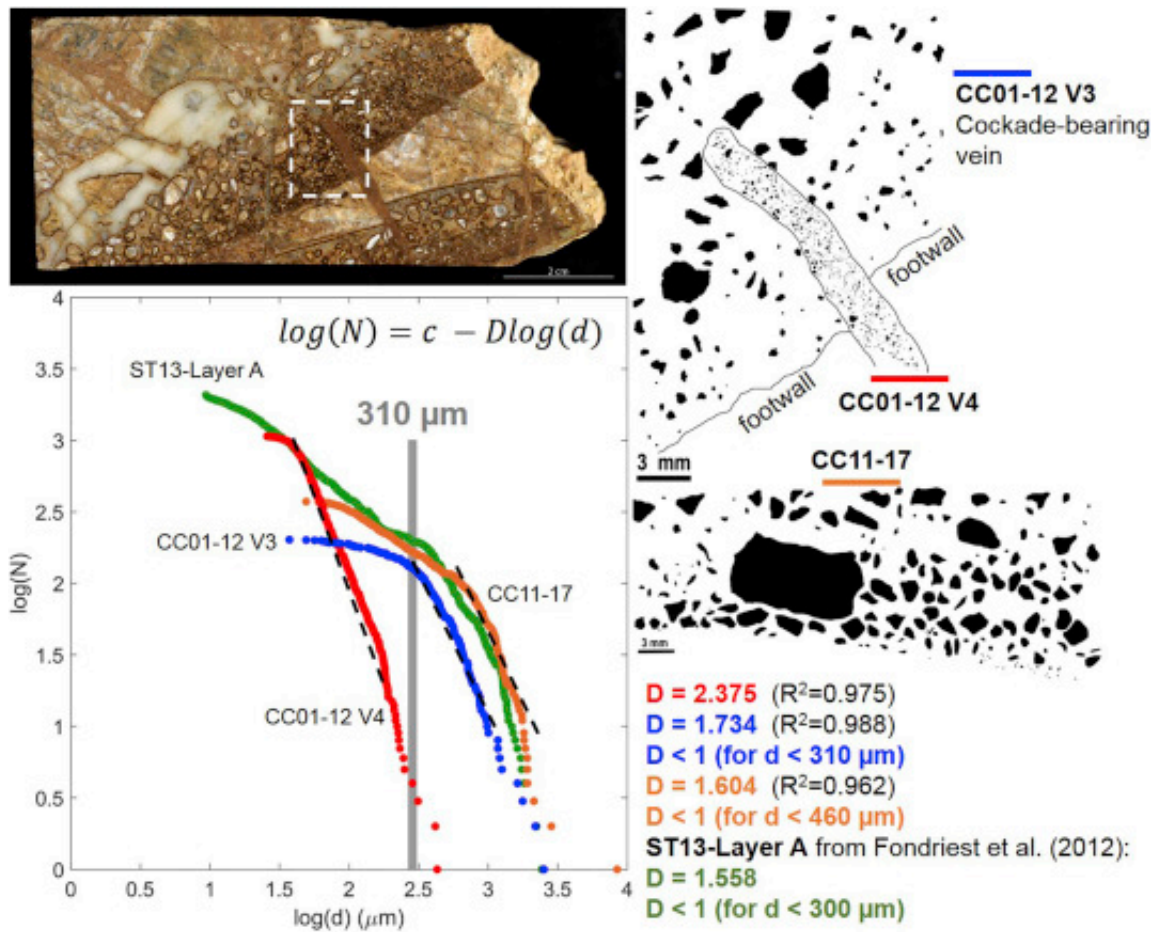 2 cm
CC01-12 V3
Cockade-bearing
vein
footwall
3 mm
footwall
CC01-12 V4
CC11-17
3 mm
log(N) = c − Dlog(d)
ST13-Layer A
310 µm
CC01-12 V3
CC11-17
CC01-12 V4
4
3.5
3
2.5
2
1.5
1
0.5
0
log(N)
0 0.5 1 1.5 2 2.5 3 3.5 4
log(d) (μm)
D = 2.375 (R²=0.975)
D = 1.734 (R²=0.988)
D < 1 (for d < 310 µm)
D = 1.604 (R²=0.962)
D < 1 (for d < 460 µm)
ST13-Layer A from Fondriest et al. (2012):
D = 1.558
D < 1 (for d < 300 µm)